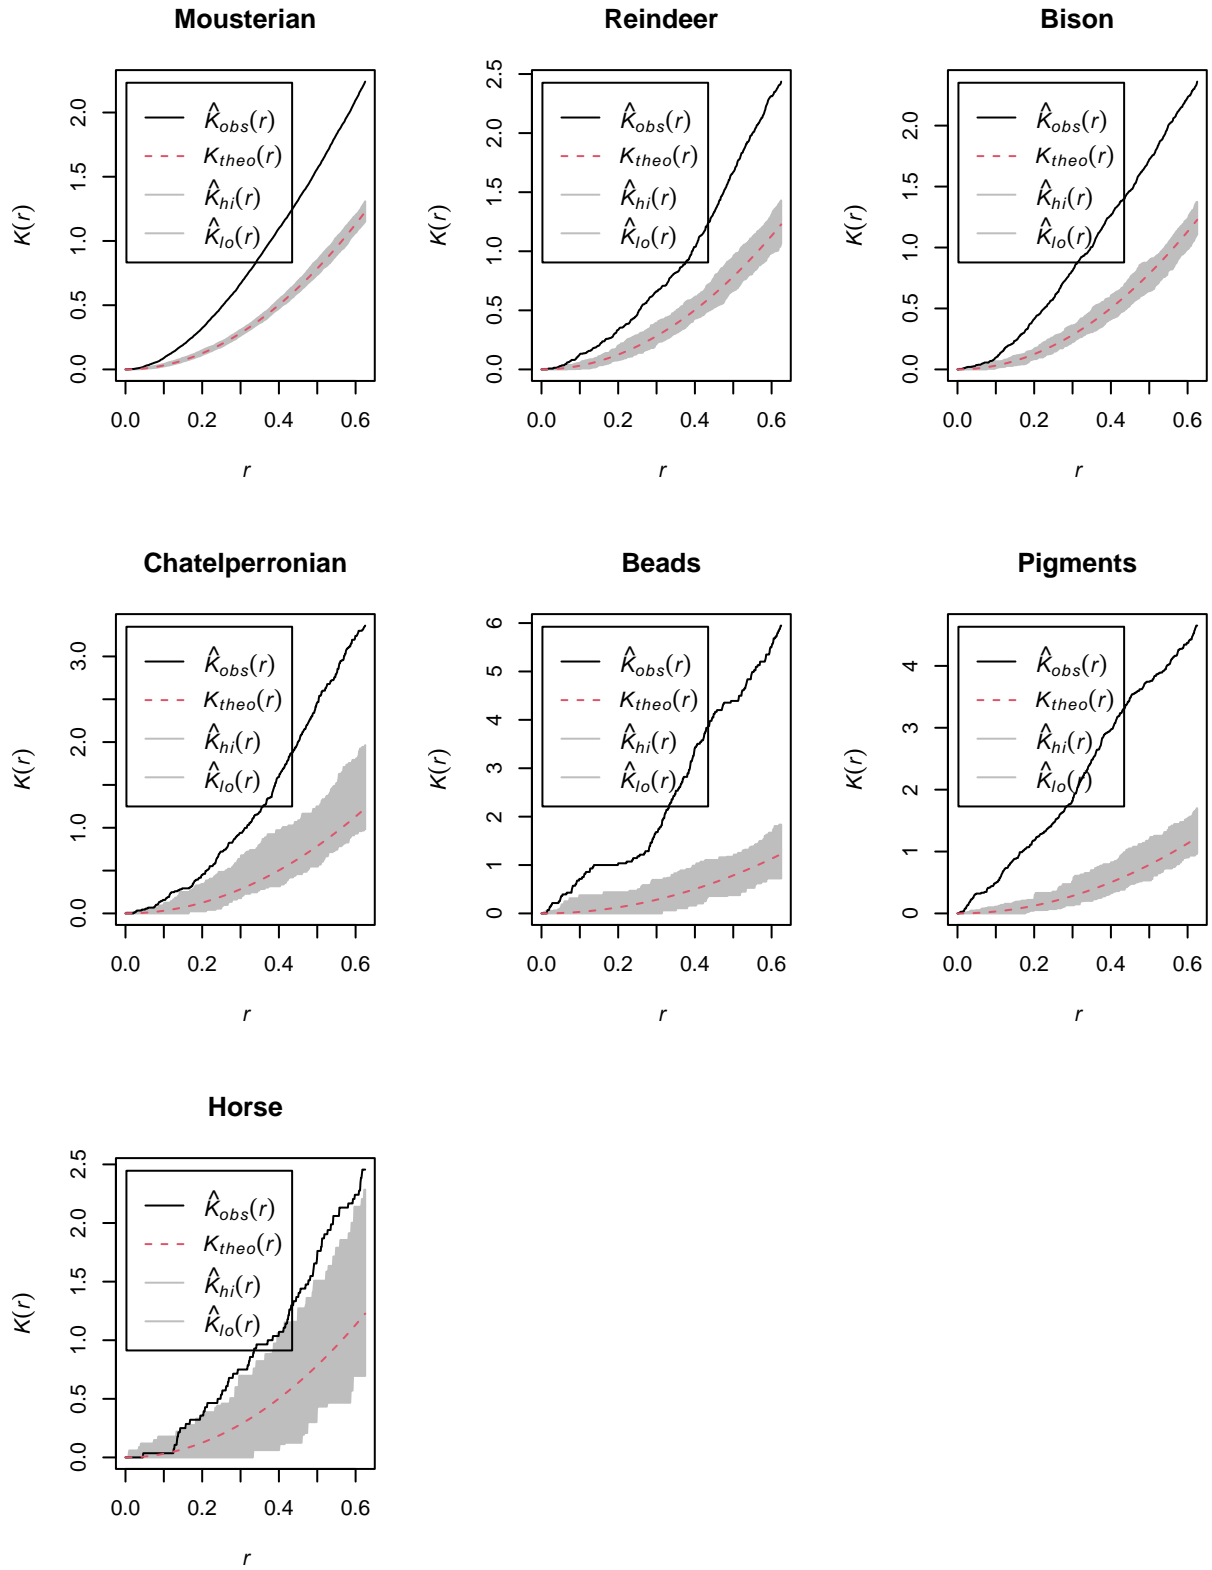 Mousterian
K̂obs(r)
Ktheo(r)
K̂hi(r)
K̂lo(r)
K(r)
0.0 0.5 1.0 1.5 2.0
0.0 0.2 0.4 0.6
r
Reindeer
K̂obs(r)
Ktheo(r)
K̂hi(r)
K̂lo(r)
K(r)
0.0 0.5 1.0 1.5 2.0 2.5
0.0 0.2 0.4 0.6
r
Bison
K̂obs(r)
Ktheo(r)
K̂hi(r)
K̂lo(r)
K(r)
0.0 0.5 1.0 1.5 2.0
0.0 0.2 0.4 0.6
r
Chatelperronian
K̂obs(r)
Ktheo(r)
K̂hi(r)
K̂lo(r)
K(r)
0.0 1.0 2.0 3.0
0.0 0.2 0.4 0.6
r
Beads
K̂obs(r)
Ktheo(r)
K̂hi(r)
K̂lo(r)
K(r)
0 1 2 3 4 5 6
0.0 0.2 0.4 0.6
r
Pigments
K̂obs(r)
Ktheo(r)
K̂hi(r)
K̂lo(r)
K(r)
0 1 2 3 4
0.0 0.2 0.4 0.6
r
Horse
K̂obs(r)
Ktheo(r)
K̂hi(r)
K̂lo(r)
K(r)
0.0 0.5 1.0 1.5 2.0 2.5
0.0 0.2 0.4 0.6
r